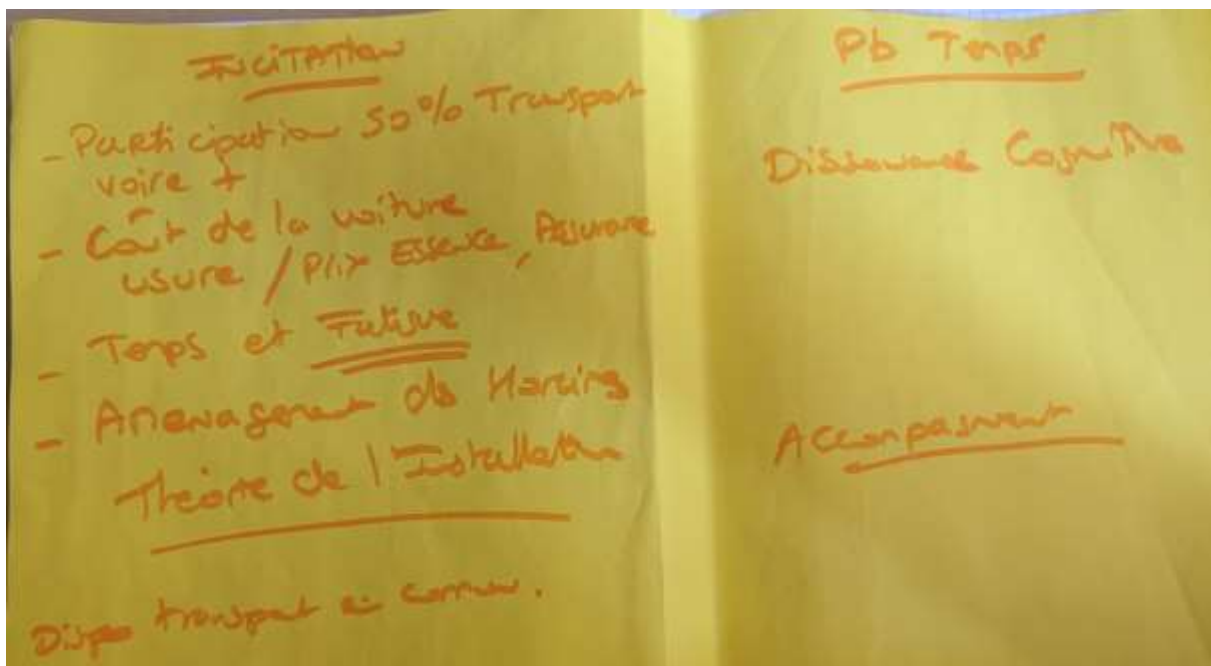 INCITATION
- Participation 50% Transport
voire +
- Coût de la voiture
usure / Prix Essence, Assurance
- Temps et Fatigue
- Aménagement des Horaires
Théorie de l'Installation
Dispo transport en commun.
Pb Temps
Dissonance Cognitive
Accompagnement